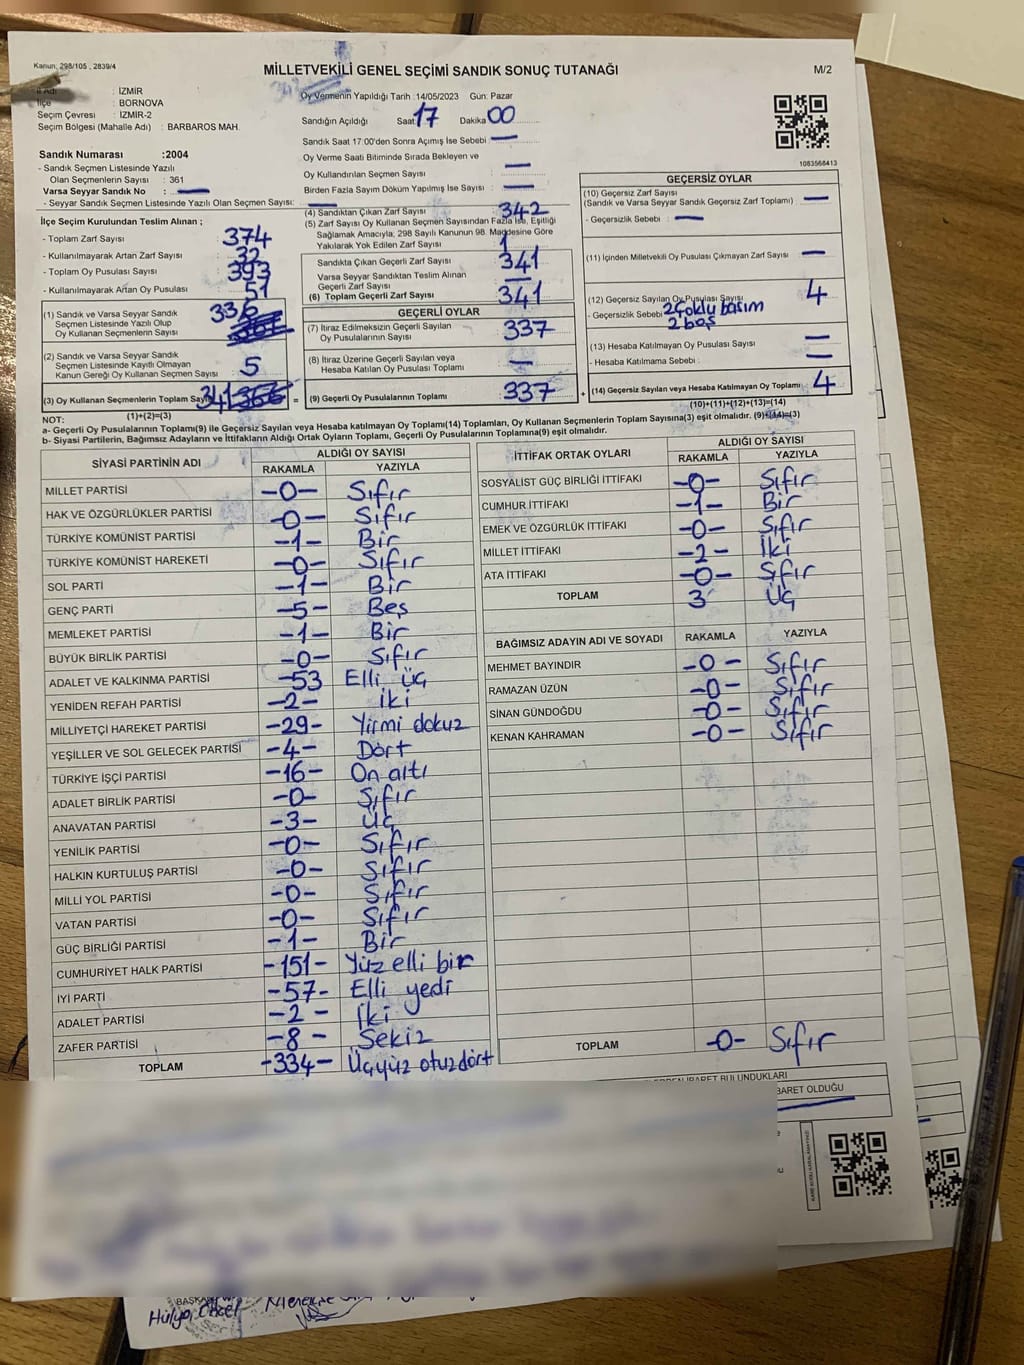 Kanun: 298/105 , 2839/4
MİLLETVEKİLİ GENEL SEÇİMİ SANDIK SONUÇ TUTANAĞI
M/2
İl Adı : İZMİR
İlçe : BORNOVA
Seçim Çevresi : İZMİR-2
Seçim Bölgesi (Mahalle Adı) : BARBAROS MAH.
Oy Vermenin Yapıldığı Tarih :14/05/2023 Gün: Pazar
Sandığın Açıldığı Saat 17 Dakika 00
Sandık Saat 17:00'den Sonra Açımış İse Sebebi : —
Oy Verme Saati Bitiminde Sırada Bekleyen ve
Oy Kullandırılan Seçmen Sayısı : —
Birden Fazla Sayım Döküm Yapılmış İse Sayısı : —
1083568413
Sandık Numarası :2004
- Sandık Seçmen Listesinde Yazılı
Olan Seçmenlerin Sayısı : 361
Varsa Seyyar Sandık No : —
- Seyyar Sandık Seçmen Listesinde Yazılı Olan Seçmen Sayısı: —
İlçe Seçim Kurulundan Teslim Alınan ;
- Toplam Zarf Sayısı 374
- Kullanılmayarak Artan Zarf Sayısı : 32
- Toplam Oy Pusulası Sayısı : 393
- Kullanılmayarak Artan Oy Pusulası : 51
(1) Sandık ve Varsa Seyyar Sandık
Seçmen Listesinde Yazılı Olup
Oy Kullanan Seçmenlerin Sayısı 336
(2) Sandık ve Varsa Seyyar Sandık
Seçmen Listesinde Kayıtlı Olmayan
Kanun Gereği Oy Kullanan Seçmen Sayısı 5
(3) Oy Kullanan Seçmenlerin Toplam Sayısı 341
(1)+(2)=(3)
(4) Sandıktan Çıkan Zarf Sayısı 342
(5) Zarf Sayısı Oy Kullanan Seçmen Sayısından Fazla İse, Eşitliği
Sağlamak Amacıyla, 298 Sayılı Kanunun 98. Maddesine Göre
Yakılarak Yok Edilen Zarf Sayısı 1
Sandıkta Çıkan Geçerli Zarf Sayısı 341
Varsa Seyyar Sandıktan Teslim Alınan
Geçerli Zarf Sayısı —
(6) Toplam Geçerli Zarf Sayısı 341
GEÇERLİ OYLAR
(7) İtiraz Edilmeksizin Geçerli Sayılan
Oy Pusulalarının Sayısı 337
(8) İtiraz Üzerine Geçerli Sayılan veya
Hesaba Katılan Oy Pusulası Toplamı —
= (9) Geçerli Oy Pusulalarının Toplamı 337 +
GEÇERSİZ OYLAR
(10) Geçersiz Zarf Sayısı
(Sandık ve Varsa Seyyar Sandık Geçersiz Zarf Toplamı) —
- Geçersizlik Sebebi : —
(11) İçinden Milletvekili Oy Pusulası Çıkmayan Zarf Sayısı —
(12) Geçersiz Sayılan Oy Pusulası Sayısı 4
- Geçersizlik Sebebi 2 Çoklu basım
2 boş
(13) Hesaba Katılmayan Oy Pusulası Sayısı —
- Hesaba Katılmama Sebebi : —
(14) Geçersiz Sayılan veya Hesaba Katılmayan Oy Toplamı 4
(10)+(11)+(12)+(13)=(14)
NOT:
a- Geçerli Oy Pusulalarının Toplamı(9) ile Geçersiz Sayılan veya Hesaba katılmayan Oy Toplamı(14) Toplamları, Oy Kullanan Seçmenlerin Toplam Sayısına(3) eşit olmalıdır. (9)+(14)=(3)
b- Siyasi Partilerin, Bağımsız Adayların ve İttifakların Aldığı Ortak Oyların Toplamı, Geçerli Oy Pusulalarının Toplamına(9) eşit olmalıdır.
SİYASİ PARTİNİN ADI ALDIĞI OY SAYISI
RAKAMLA YAZIYLA
MİLLET PARTİSİ -0- Sıfır
HAK VE ÖZGÜRLÜKLER PARTİSİ -0- Sıfır
TÜRKİYE KOMÜNİST PARTİSİ -1- Bir
TÜRKİYE KOMÜNİST HAREKETİ -0- Sıfır
SOL PARTİ -1- Bir
GENÇ PARTİ -5- Beş
MEMLEKET PARTİSİ -1- Bir
BÜYÜK BİRLİK PARTİSİ -0- Sıfır
ADALET VE KALKINMA PARTİSİ -53 Elli üç
YENİDEN REFAH PARTİSİ -2- İki
MİLLİYETÇİ HAREKET PARTİSİ -29- Yirmi dokuz
YEŞİLLER VE SOL GELECEK PARTİSİ -4- Dört
TÜRKİYE İŞÇİ PARTİSİ -16- On altı
ADALET BİRLİK PARTİSİ -0- Sıfır
ANAVATAN PARTİSİ -3- Üç
YENİLİK PARTİSİ -0- Sıfır
HALKIN KURTULUŞ PARTİSİ -0- Sıfır
MİLLİ YOL PARTİSİ -0- Sıfır
VATAN PARTİSİ -0- Sıfır
GÜÇ BİRLİĞİ PARTİSİ -1- Bir
CUMHURİYET HALK PARTİSİ -151- Yüz elli bir
İYİ PARTİ -57- Elli yedi
ADALET PARTİSİ -2- İki
ZAFER PARTİSİ -8- Sekiz
TOPLAM -334- Üçyüz otuzdört
İTTİFAK ORTAK OYLARI ALDIĞI OY SAYISI
RAKAMLA YAZIYLA
SOSYALİST GÜÇ BİRLİĞİ İTTİFAKI -0- Sıfır
CUMHUR İTTİFAKI -1- Bir
EMEK VE ÖZGÜRLÜK İTTİFAKI -0- Sıfır
MİLLET İTTİFAKI -2- İki
ATA İTTİFAKI -0- Sıfır
TOPLAM 3 Üç
BAĞIMSIZ ADAYIN ADI VE SOYADI RAKAMLA YAZIYLA
MEHMET BAYINDIR -0- Sıfır
RAMAZAN ÜZÜN -0- Sıfır
SİNAN GÜNDOĞDU -0- Sıfır
KENAN KAHRAMAN -0- Sıfır
TOPLAM -0- Sıfır
İBARET BULUNDUKLARI
BARET OLDUĞU
Hülya